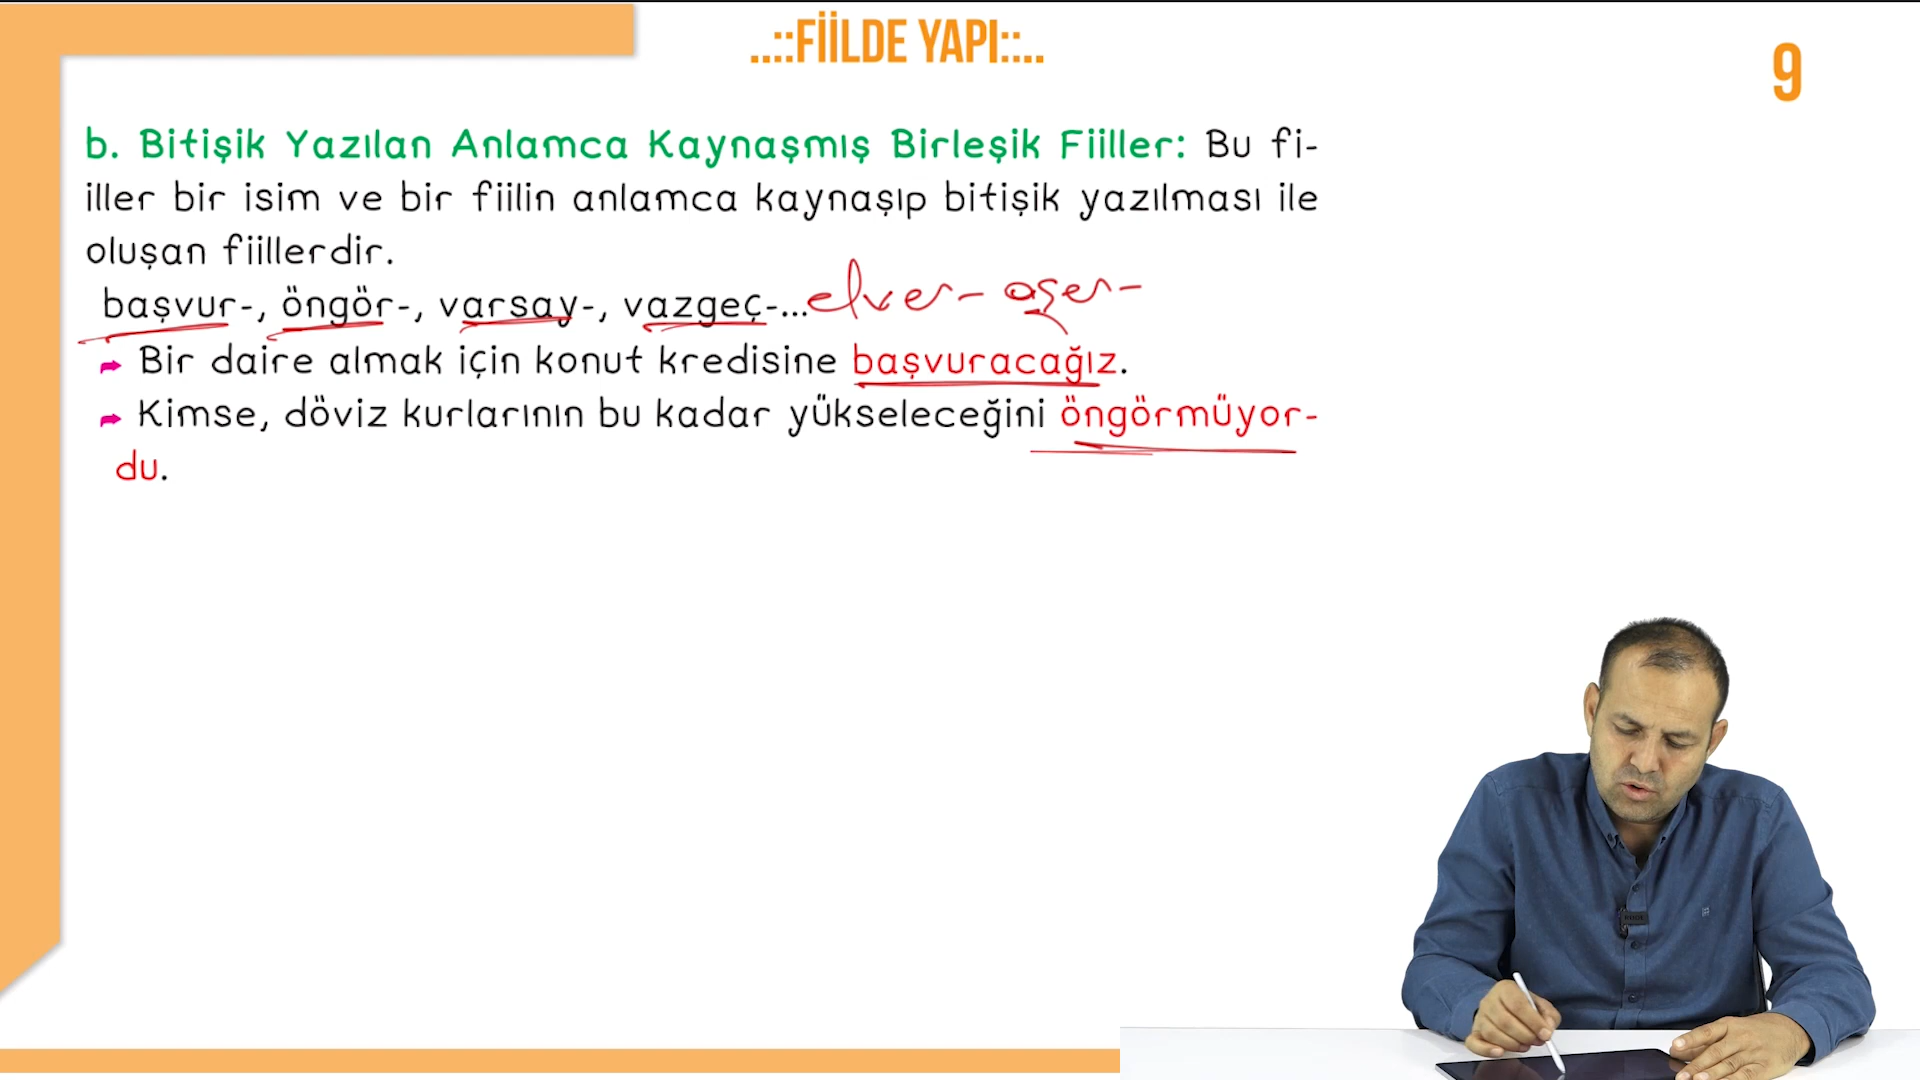 ..::FİİLDE YAPI::..
9
b. Bitişik Yazılan Anlamca Kaynaşmış Birleşik Fiiller: Bu fi-
iller bir isim ve bir fiilin anlamca kaynaşıp bitişik yazılması ile
oluşan fiillerdir.
başvur-, öngör-, varsay-, vazgeç-... elver- aşer-
Bir daire almak için konut kredisine başvuracağız.
Kimse, döviz kurlarının bu kadar yükseleceğini öngörmüyor-
du.